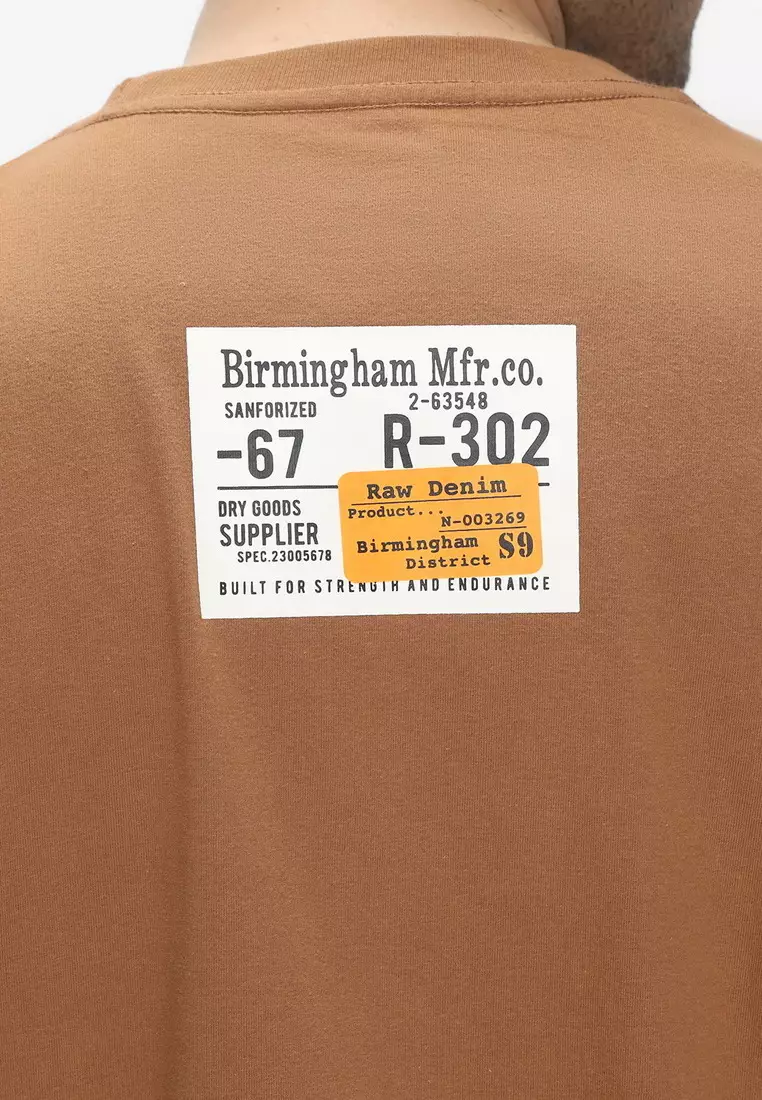 Birmingham Mfr.co.
SANFORIZED 2-63548
-67 R-302
DRY GOODS
SUPPLIER
SPEC.23005678
Raw Denim
Product...
N-003269
Birmingham
District S9
BUILT FOR STRENGTH AND ENDURANCE